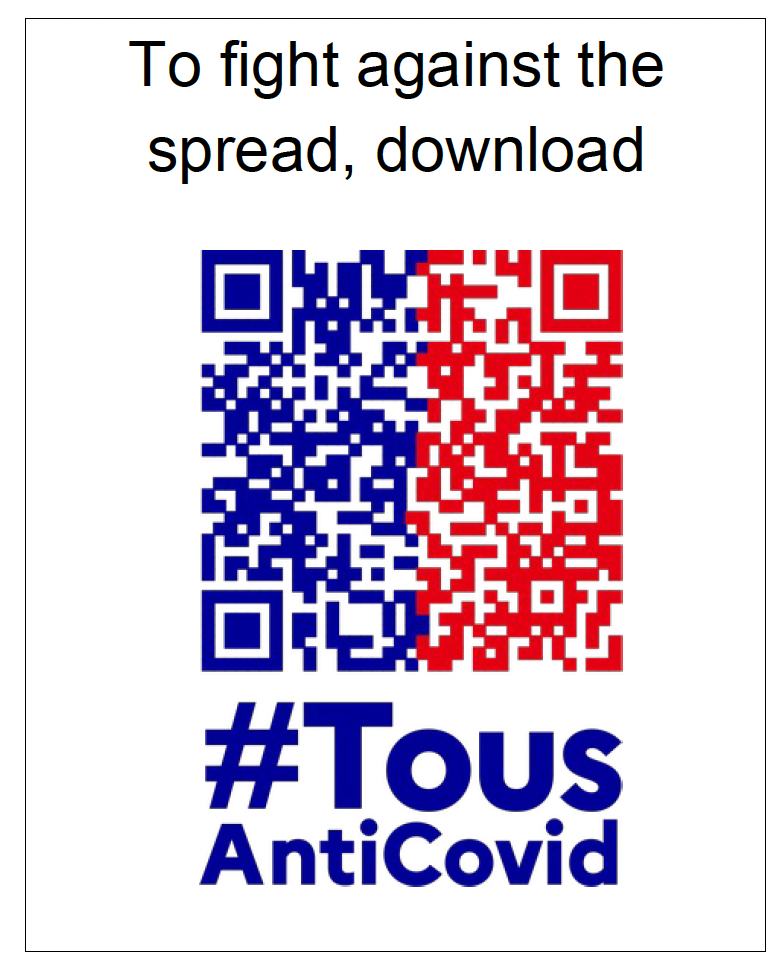 To fight against the
spread, download
#Tous
AntiCovid